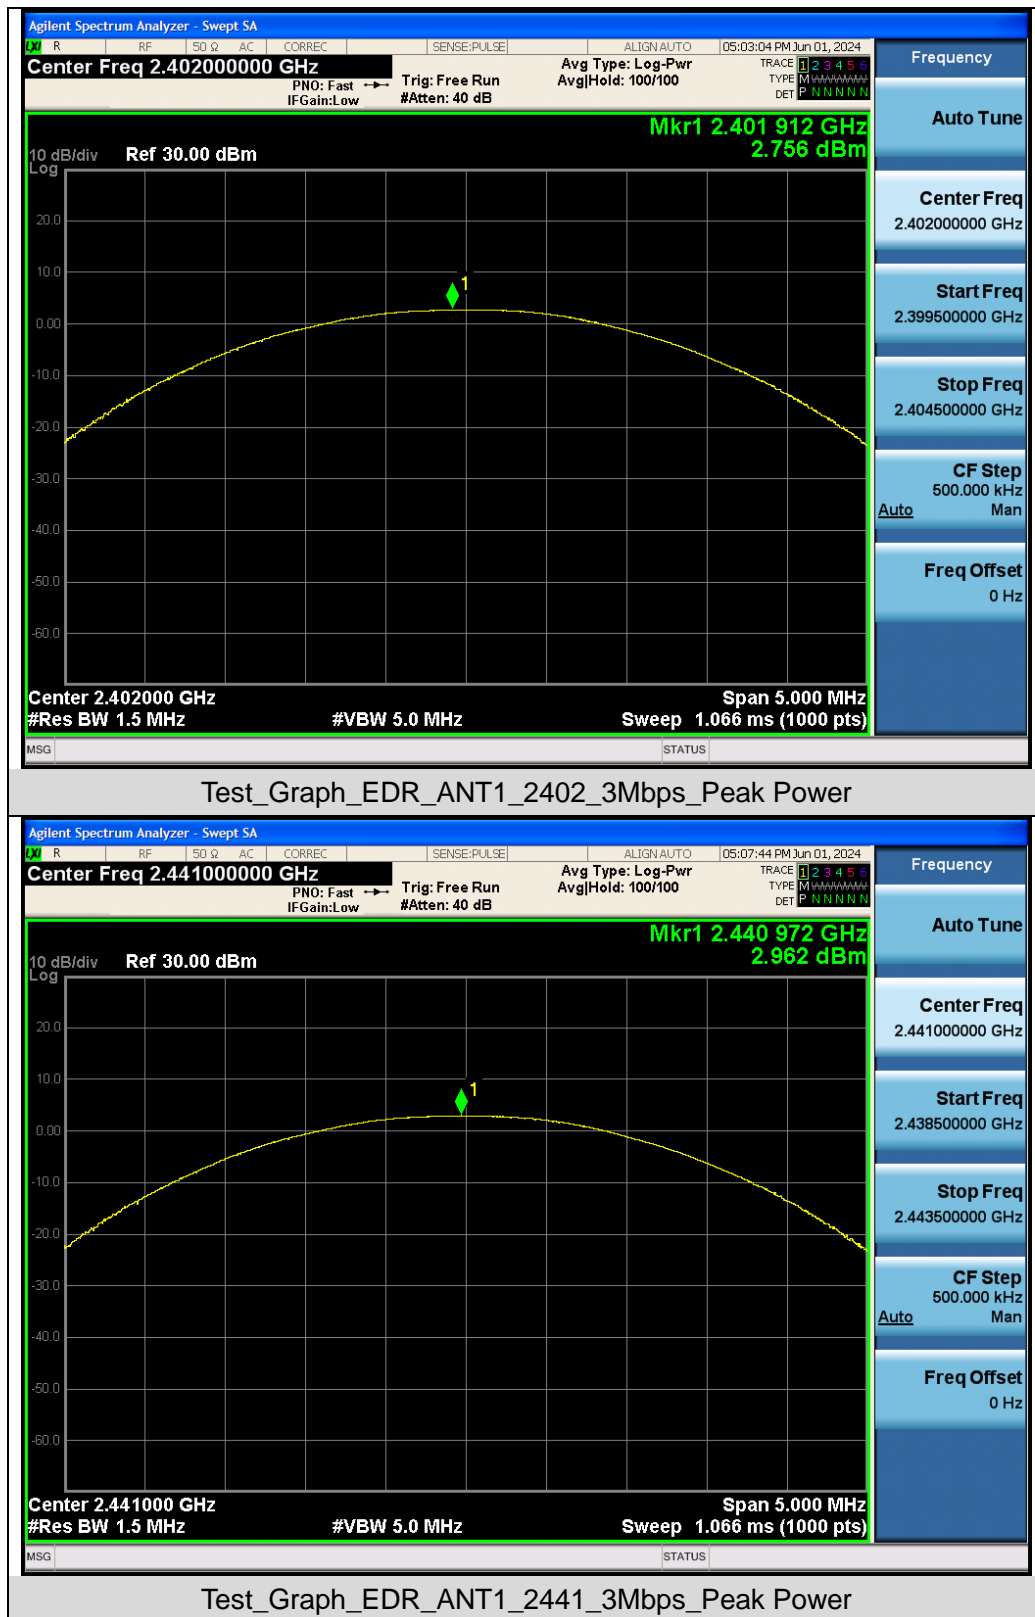 Agilent Spectrum Analyzer - Swept SA
LXI R RF 50 Ω AC CORREC SENSE:PULSE ALIGN AUTO 05:03:04 PM Jun 01, 2024
Center Freq 2.402000000 GHz
PNO: Fast
IFGain:Low
Trig: Free Run
#Atten: 40 dB
Avg Type: Log-Pwr
Avg|Hold: 100/100
TRACE 1 2 3 4 5 6
TYPE M
DET P N N N N N
Mkr1 2.401 912 GHz
2.756 dBm
10 dB/div Ref 30.00 dBm
Log
20.0
10.0
1
0.00
-10.0
-20.0
-30.0
-40.0
-50.0
-60.0
Center 2.402000 GHz Span 5.000 MHz
#Res BW 1.5 MHz #VBW 5.0 MHz Sweep 1.066 ms (1000 pts)
MSG STATUS
Frequency
Auto Tune
Center Freq
2.402000000 GHz
Start Freq
2.399500000 GHz
Stop Freq
2.404500000 GHz
CF Step
500.000 kHz
Auto Man
Freq Offset
0 Hz
Test_Graph_EDR_ANT1_2402_3Mbps_Peak Power
Agilent Spectrum Analyzer - Swept SA
LXI R RF 50 Ω AC CORREC SENSE:PULSE ALIGN AUTO 05:07:44 PM Jun 01, 2024
Center Freq 2.441000000 GHz
PNO: Fast
IFGain:Low
Trig: Free Run
#Atten: 40 dB
Avg Type: Log-Pwr
Avg|Hold: 100/100
TRACE 1 2 3 4 5 6
TYPE M
DET P N N N N N
Mkr1 2.440 972 GHz
2.962 dBm
10 dB/div Ref 30.00 dBm
Log
20.0
10.0
1
0.00
-10.0
-20.0
-30.0
-40.0
-50.0
-60.0
Center 2.441000 GHz Span 5.000 MHz
#Res BW 1.5 MHz #VBW 5.0 MHz Sweep 1.066 ms (1000 pts)
MSG STATUS
Frequency
Auto Tune
Center Freq
2.441000000 GHz
Start Freq
2.438500000 GHz
Stop Freq
2.443500000 GHz
CF Step
500.000 kHz
Auto Man
Freq Offset
0 Hz
Test_Graph_EDR_ANT1_2441_3Mbps_Peak Power